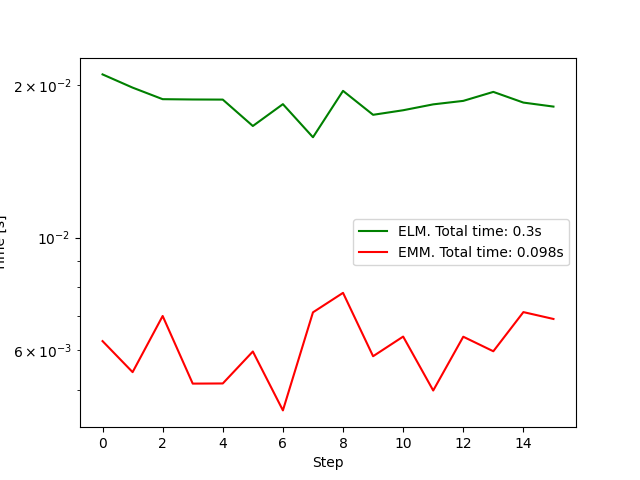 2 × 10⁻²
10⁻²
6 × 10⁻³
Time [s]
ELM. Total time: 0.3s
EMM. Total time: 0.098s
0 2 4 6 8 10 12 14
Step